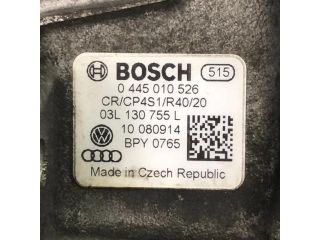 BOSCH 515
0 445 010 526
CR/CP4S1/R40/20
03L 130 755 L
10 080914
BPY 0765
Made in Czech Republic